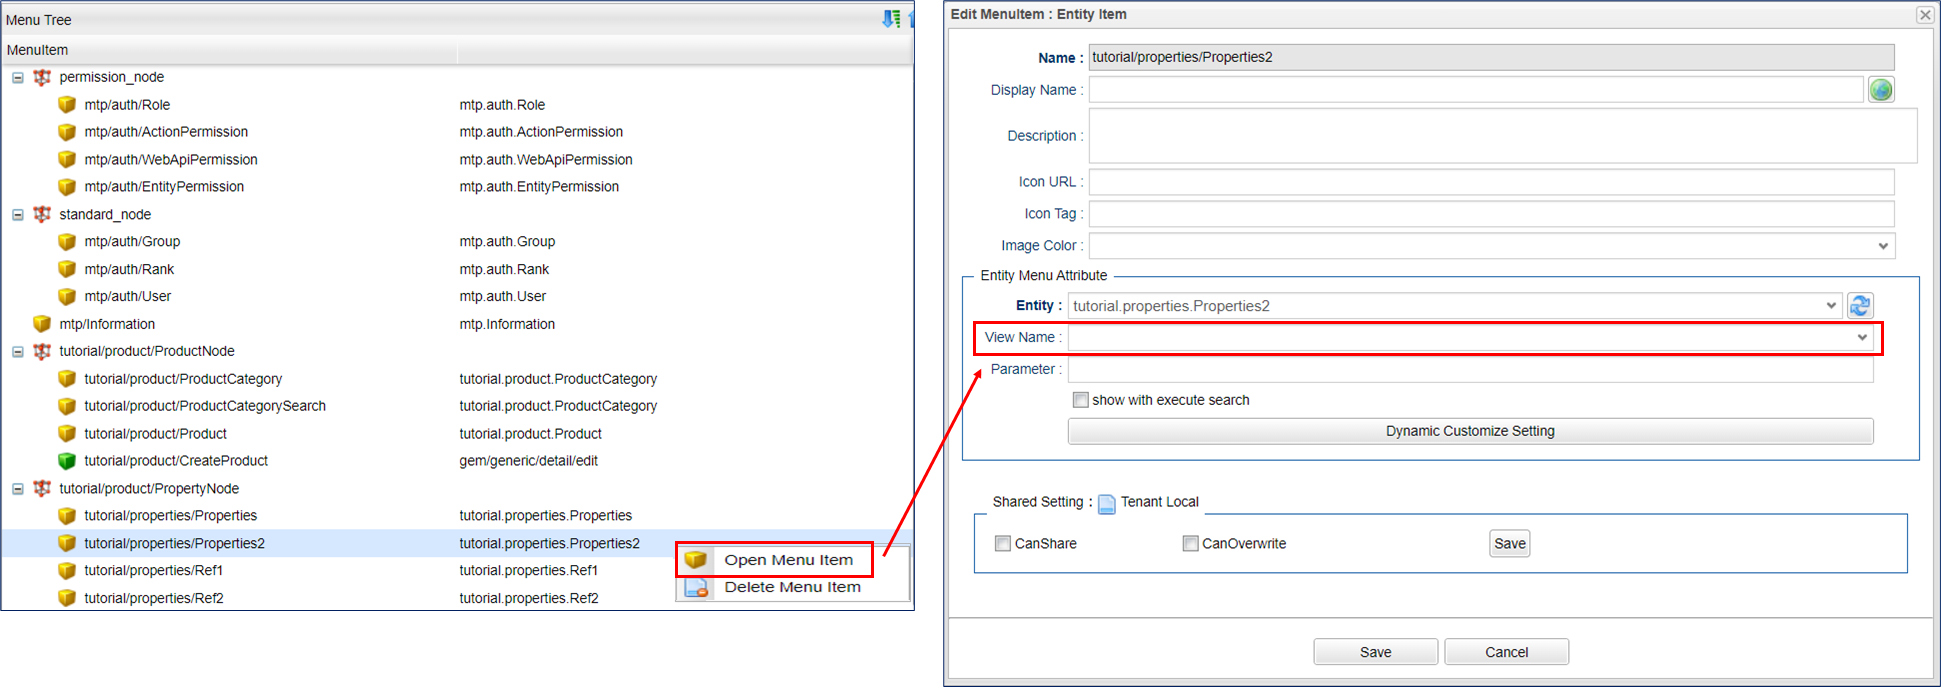 Menu Tree
MenuItem
permission_node
mtp/auth/Role mtp.auth.Role
mtp/auth/ActionPermission mtp.auth.ActionPermission
mtp/auth/WebApiPermission mtp.auth.WebApiPermission
mtp/auth/EntityPermission mtp.auth.EntityPermission
standard_node
mtp/auth/Group mtp.auth.Group
mtp/auth/Rank mtp.auth.Rank
mtp/auth/User mtp.auth.User
mtp/Information mtp.Information
tutorial/product/ProductNode
tutorial/product/ProductCategory tutorial.product.ProductCategory
tutorial/product/ProductCategorySearch tutorial.product.ProductCategory
tutorial/product/Product tutorial.product.Product
tutorial/product/CreateProduct gem/generic/detail/edit
tutorial/product/PropertyNode
tutorial/properties/Properties tutorial.properties.Properties
tutorial/properties/Properties2 tutorial.properties.Properties2
tutorial/properties/Ref1 tutorial.properties.Ref1
tutorial/properties/Ref2 tutorial.properties.Ref2
Open Menu Item
Delete Menu Item
Edit MenuItem : Entity Item
Name : tutorial/properties/Properties2
Display Name :
Description :
Icon URL :
Icon Tag :
Image Color :
Entity Menu Attribute
Entity : tutorial.properties.Properties2
View Name :
Parameter :
show with execute search
Dynamic Customize Setting
Shared Setting : Tenant Local
CanShare CanOverwrite Save
Save Cancel